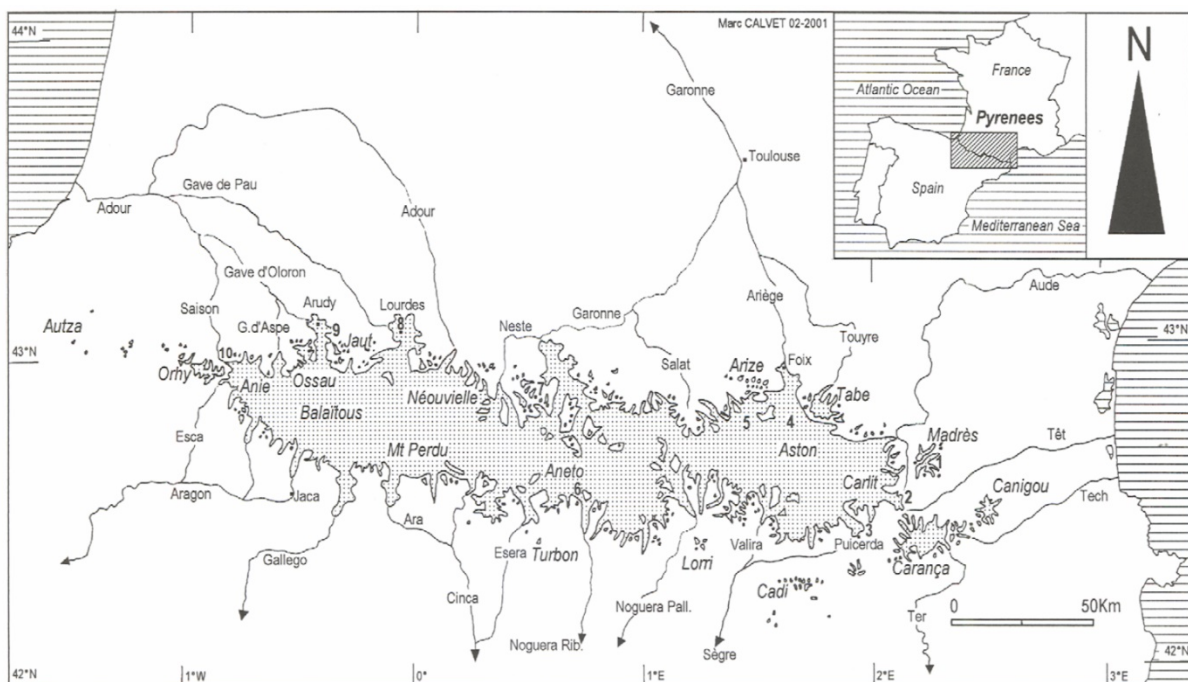 44°N
Marc CALVET 02-2001
N
France
Atlantic Ocean
Pyrenees
Spain
Mediterranean Sea
Garonne
Toulouse
Gave de Pau
Adour
Adour
Gave d'Oloron
Saison
Arudy
Lourdes
Autza
G.d'Aspe
9
8
Jaut
Neste
Garonne
Ariège
Aude
Touyre
43°N
43°N
10
Orhy
Anie
Ossau
Salat
Arize
Foix
Néouvielle
7
Tabe
Balaïtous
5
4
Madrès
Esca
Mt Perdu
Aston
Têt
Aneto
Carlit
Canigou
Aragon
Jaca
6
2
Tech
Ara
3
Esera
Valira
Puicerda
Gallego
Turbon
Lorri
Carança
Cadi
Cinca
Noguera Pall.
Ter
0
50Km
Noguera Rib.
Sègre
42°N
42°N
1°W
0°
1°E
2°E
3°E